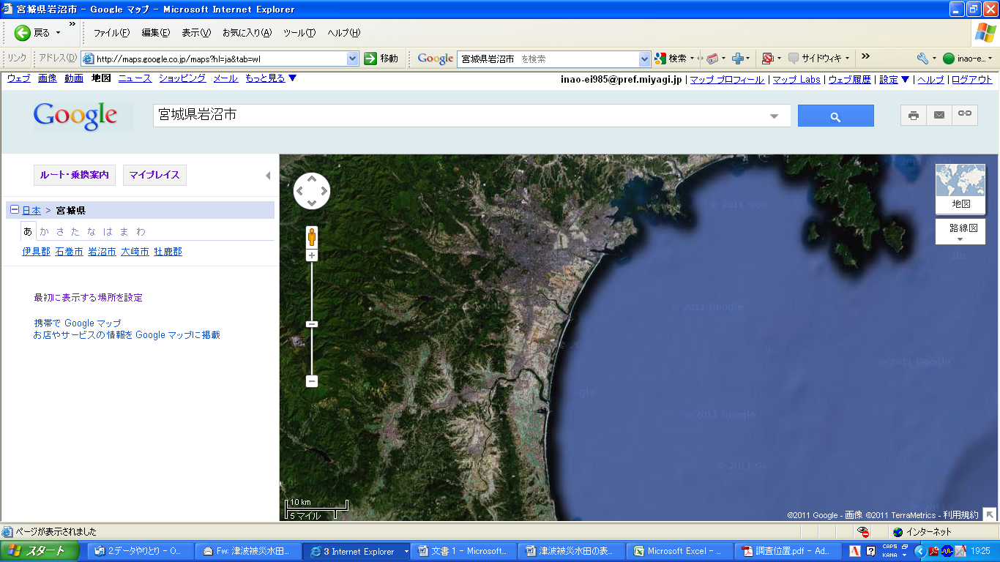 宮城県岩沼市 - Google マップ - Microsoft Internet Explorer
戻る ファイル(F) 編集(E) 表示(V) お気に入り(A) ツール(T) ヘルプ(H)
リンク アドレス(D) http://maps.google.co.jp/maps?hl=ja&tab=wl 移動 Google 宮城県岩沼市 を検索 検索 サイドウィキ inao-e...
ウェブ 画像 動画 地図 ニュース ショッピング メール もっと見る ▼ inao-ei985@pref.miyagi.jp | マップ プロフィール | マップ Labs | ウェブ履歴 | 設定 ▼ | ヘルプ | ログアウト
Google 宮城県岩沼市
ルート・乗換案内 マイプレイス
日本 > 宮城県
あ か さ た な は ま わ
伊具郡 石巻市 岩沼市 大崎市 牡鹿郡
最初に表示する場所を設定
携帯で Google マップ
お店やサービスの情報を Google マップに掲載
地図
路線図
© 2011 Google
© 2011 Google
© 2011 Google
10 km
5 マイル
©2011 Google - 画像 ©2011 TerraMetrics - 利用規約
ページが表示されました インターネット
スタート 2.データやりとり - O... Fw: 津波被災水田... 3 Internet Explorer 文書 1 - Microsoft... 津波被災水田の表... Microsoft Excel - ... 調査位置.pdf - Ad... A ? CAPS KANA 19:25